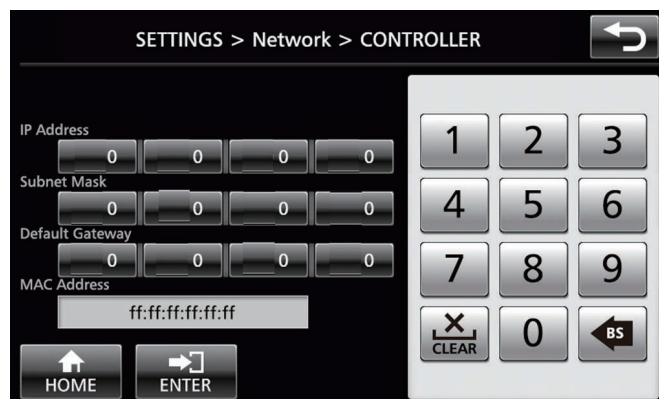 SETTINGS > Network > CONTROLLER
IP Address
0 0 0 0
Subnet Mask
0 0 0 0
Default Gateway
0 0 0 0
MAC Address
ff:ff:ff:ff:ff:ff
HOME ENTER
1 2 3
4 5 6
7 8 9
CLEAR 0 BS